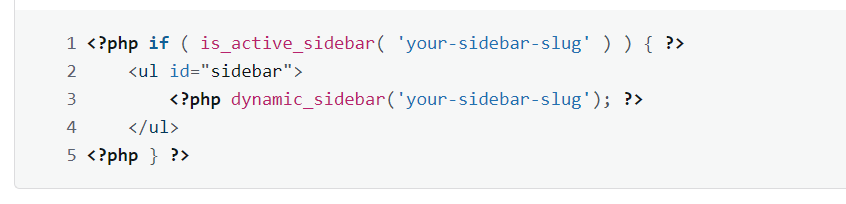 1 <?php if ( is_active_sidebar( 'your-sidebar-slug' ) ) { ?>
2     <ul id="sidebar">
3         <?php dynamic_sidebar('your-sidebar-slug'); ?>
4     </ul>
5 <?php } ?>